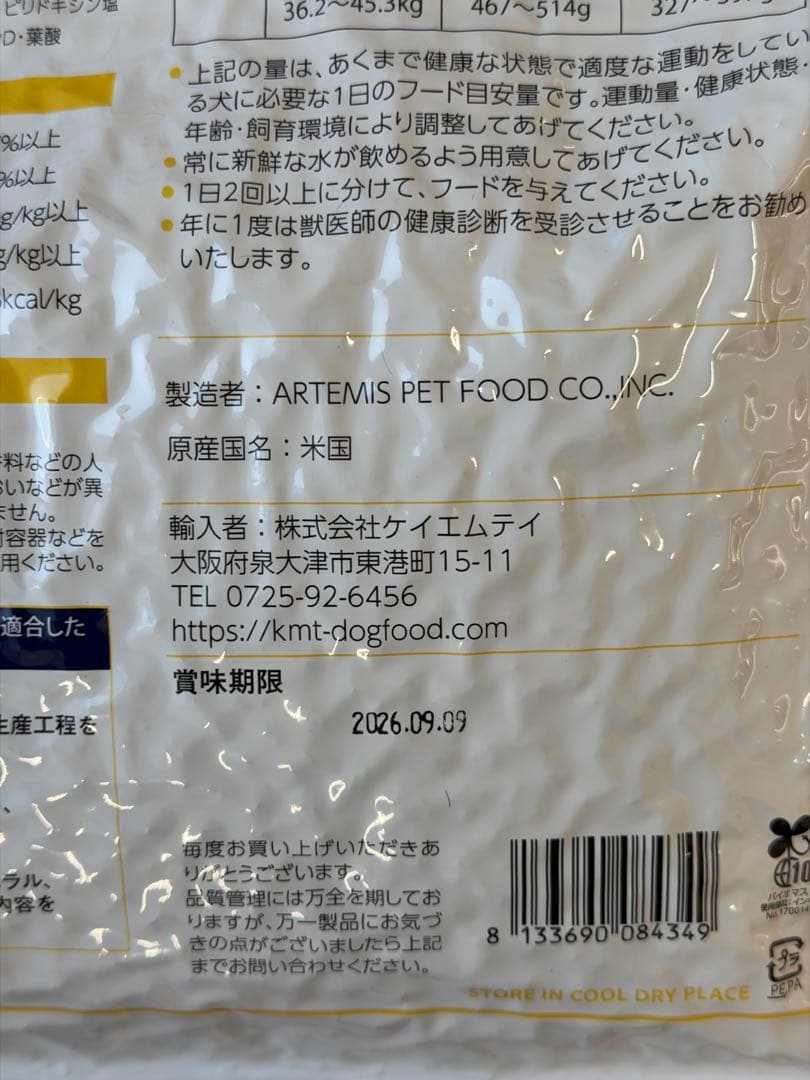 ピリドキシン塩
D・葉酸
36.2～45.3kg
467～514g
%以上
%以上
g/kg以上
g/kg以上
kcal/kg
● 上記の量は、あくまで健康な状態で適度な運動をしてい
る犬に必要な1日のフード目安量です。運動量・健康状態・
年齢・飼育環境により調整してあげてください。
● 常に新鮮な水が飲めるよう用意してあげてください。
● 1日2回以上に分けて、フードを与えてください。
● 年に1度は獣医師の健康診断を受診させることをお勧め
いたします。
料などの人
おいなどが異
ません。
容器などを
用ください。
適合した
生産工程を
ラル、
内容を
製造者：ARTEMIS PET FOOD CO.,INC.
原産国名：米国
輸入者：株式会社ケイエムテイ
大阪府泉大津市東港町15-11
TEL 0725-92-6456
https://kmt-dogfood.com
賞味期限
2026.09.09
毎度お買い上げいただきあ
りがとうございます。
品質管理には万全を期してお
りますが、万一製品にお気づ
きの点がございましたら上記
までお問い合わせください。
8 133690 084349
STORE IN COOL DRY PLACE
10
バイオマス
プラ
PE,PA